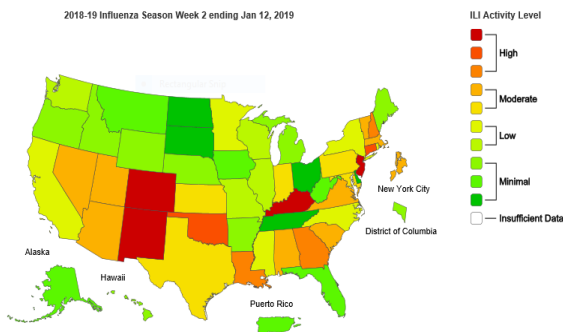 2018-19 Influenza Season Week 2 ending Jan 12, 2019
ILI Activity Level
High
Moderate
Low
Minimal
Insufficient Data
New York City
District of Columbia
Alaska
Hawaii
Puerto Rico